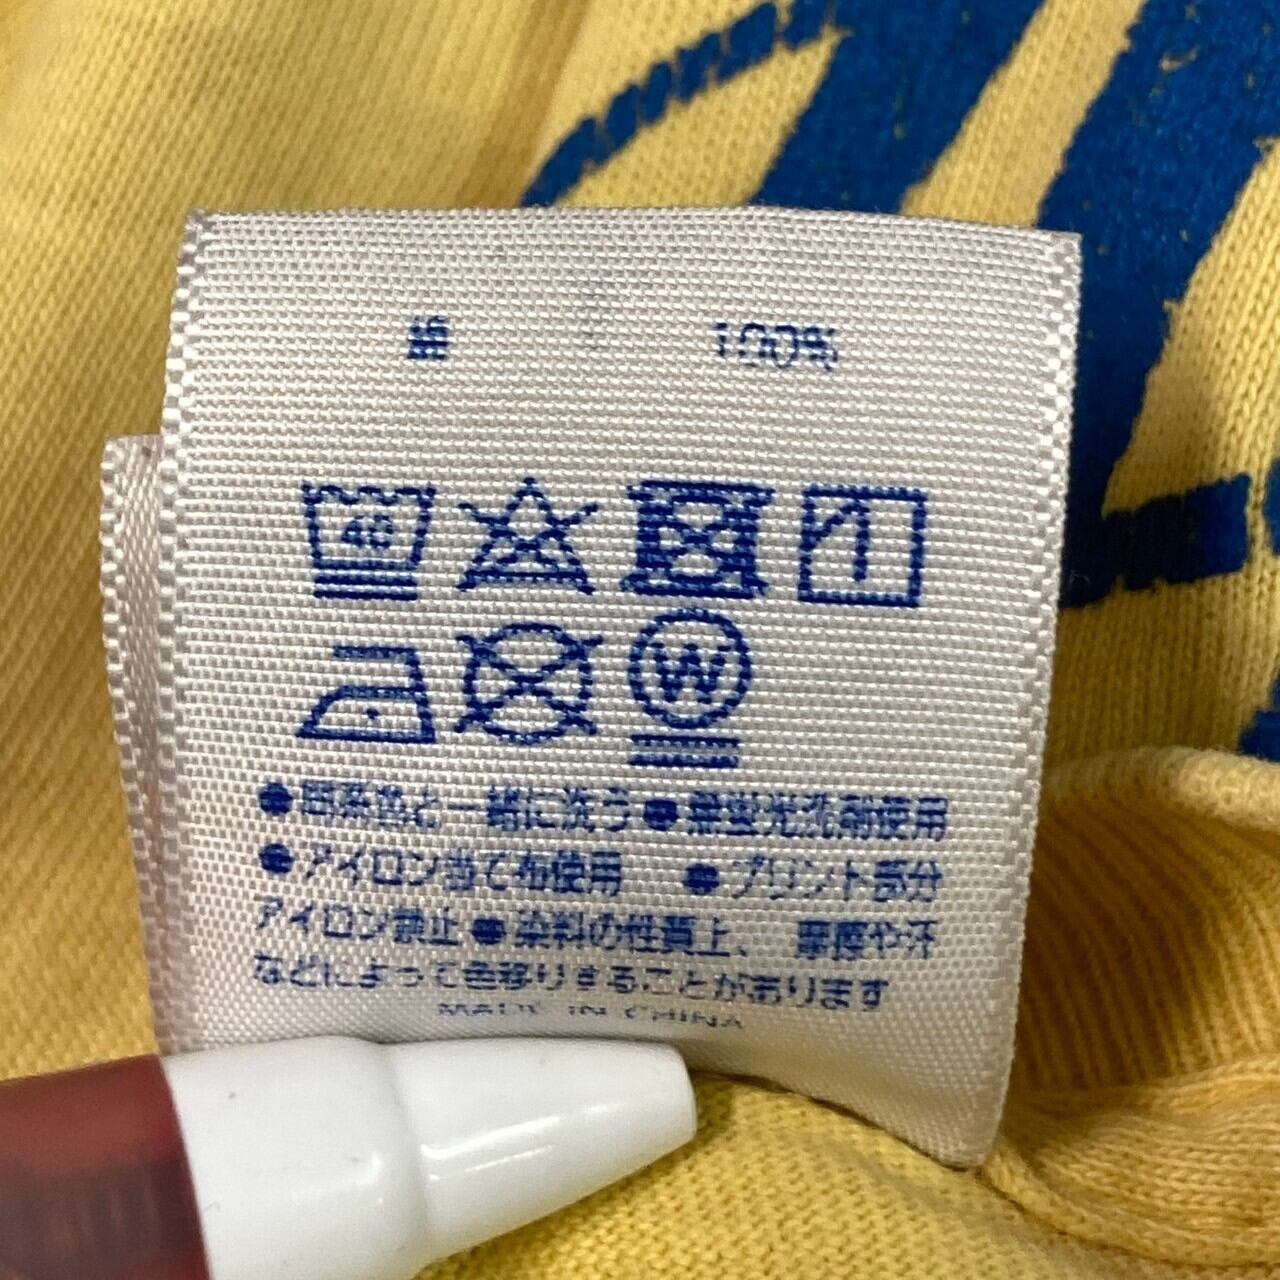 綿 100%
40
W
●同系色と一緒に洗う ●無蛍光洗剤使用
●アイロン当て布使用 ●プリント部分
アイロン禁止 ●染料の性質上、摩擦や汗
などによって色移りすることがあります
MADE IN CHINA